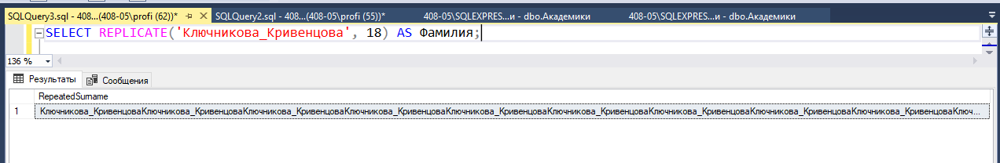 SQLQuery3.sql - 408...(408-05\profi (62))* SQLQuery2.sql - 408...(408-05\profi (55))* 408-05\SQLEXPRES...и - dbo.Академики 408-05\SQLEXPRES...и - dbo.Академики
SELECT REPLICATE('Ключникова_Кривенцова', 18) AS Фамилия;
136 %
Результаты Сообщения
RepeatedSurname
1 Ключникова_КривенцоваКлючникова_КривенцоваКлючникова_КривенцоваКлючникова_КривенцоваКлючникова_КривенцоваКлючникова_КривенцоваКлючникова_КривенцоваКлючникова_КривенцоваКлючникова_КривенцоваКлюч...